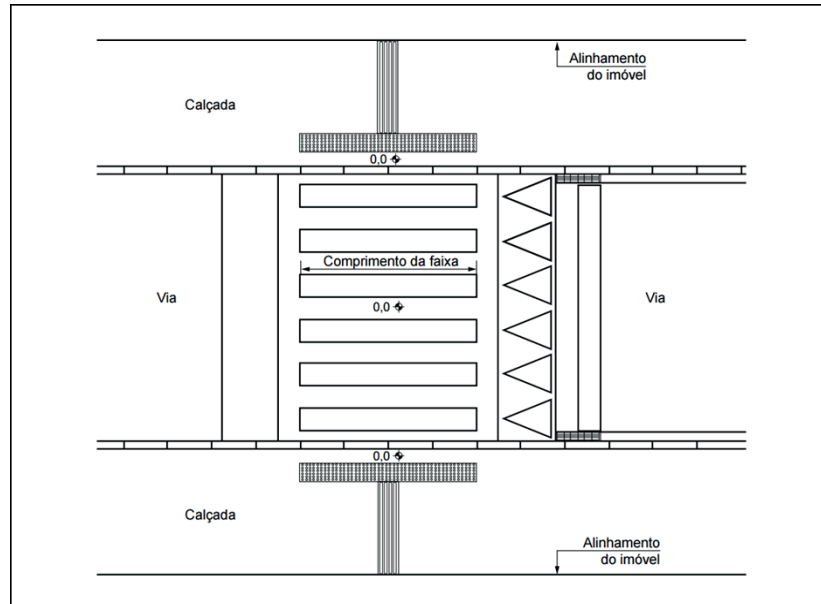 Alinhamento
do imóvel
Calçada
0,0
Comprimento da faixa
Via
Via
0,0
0,0
Calçada
Alinhamento
do imóvel